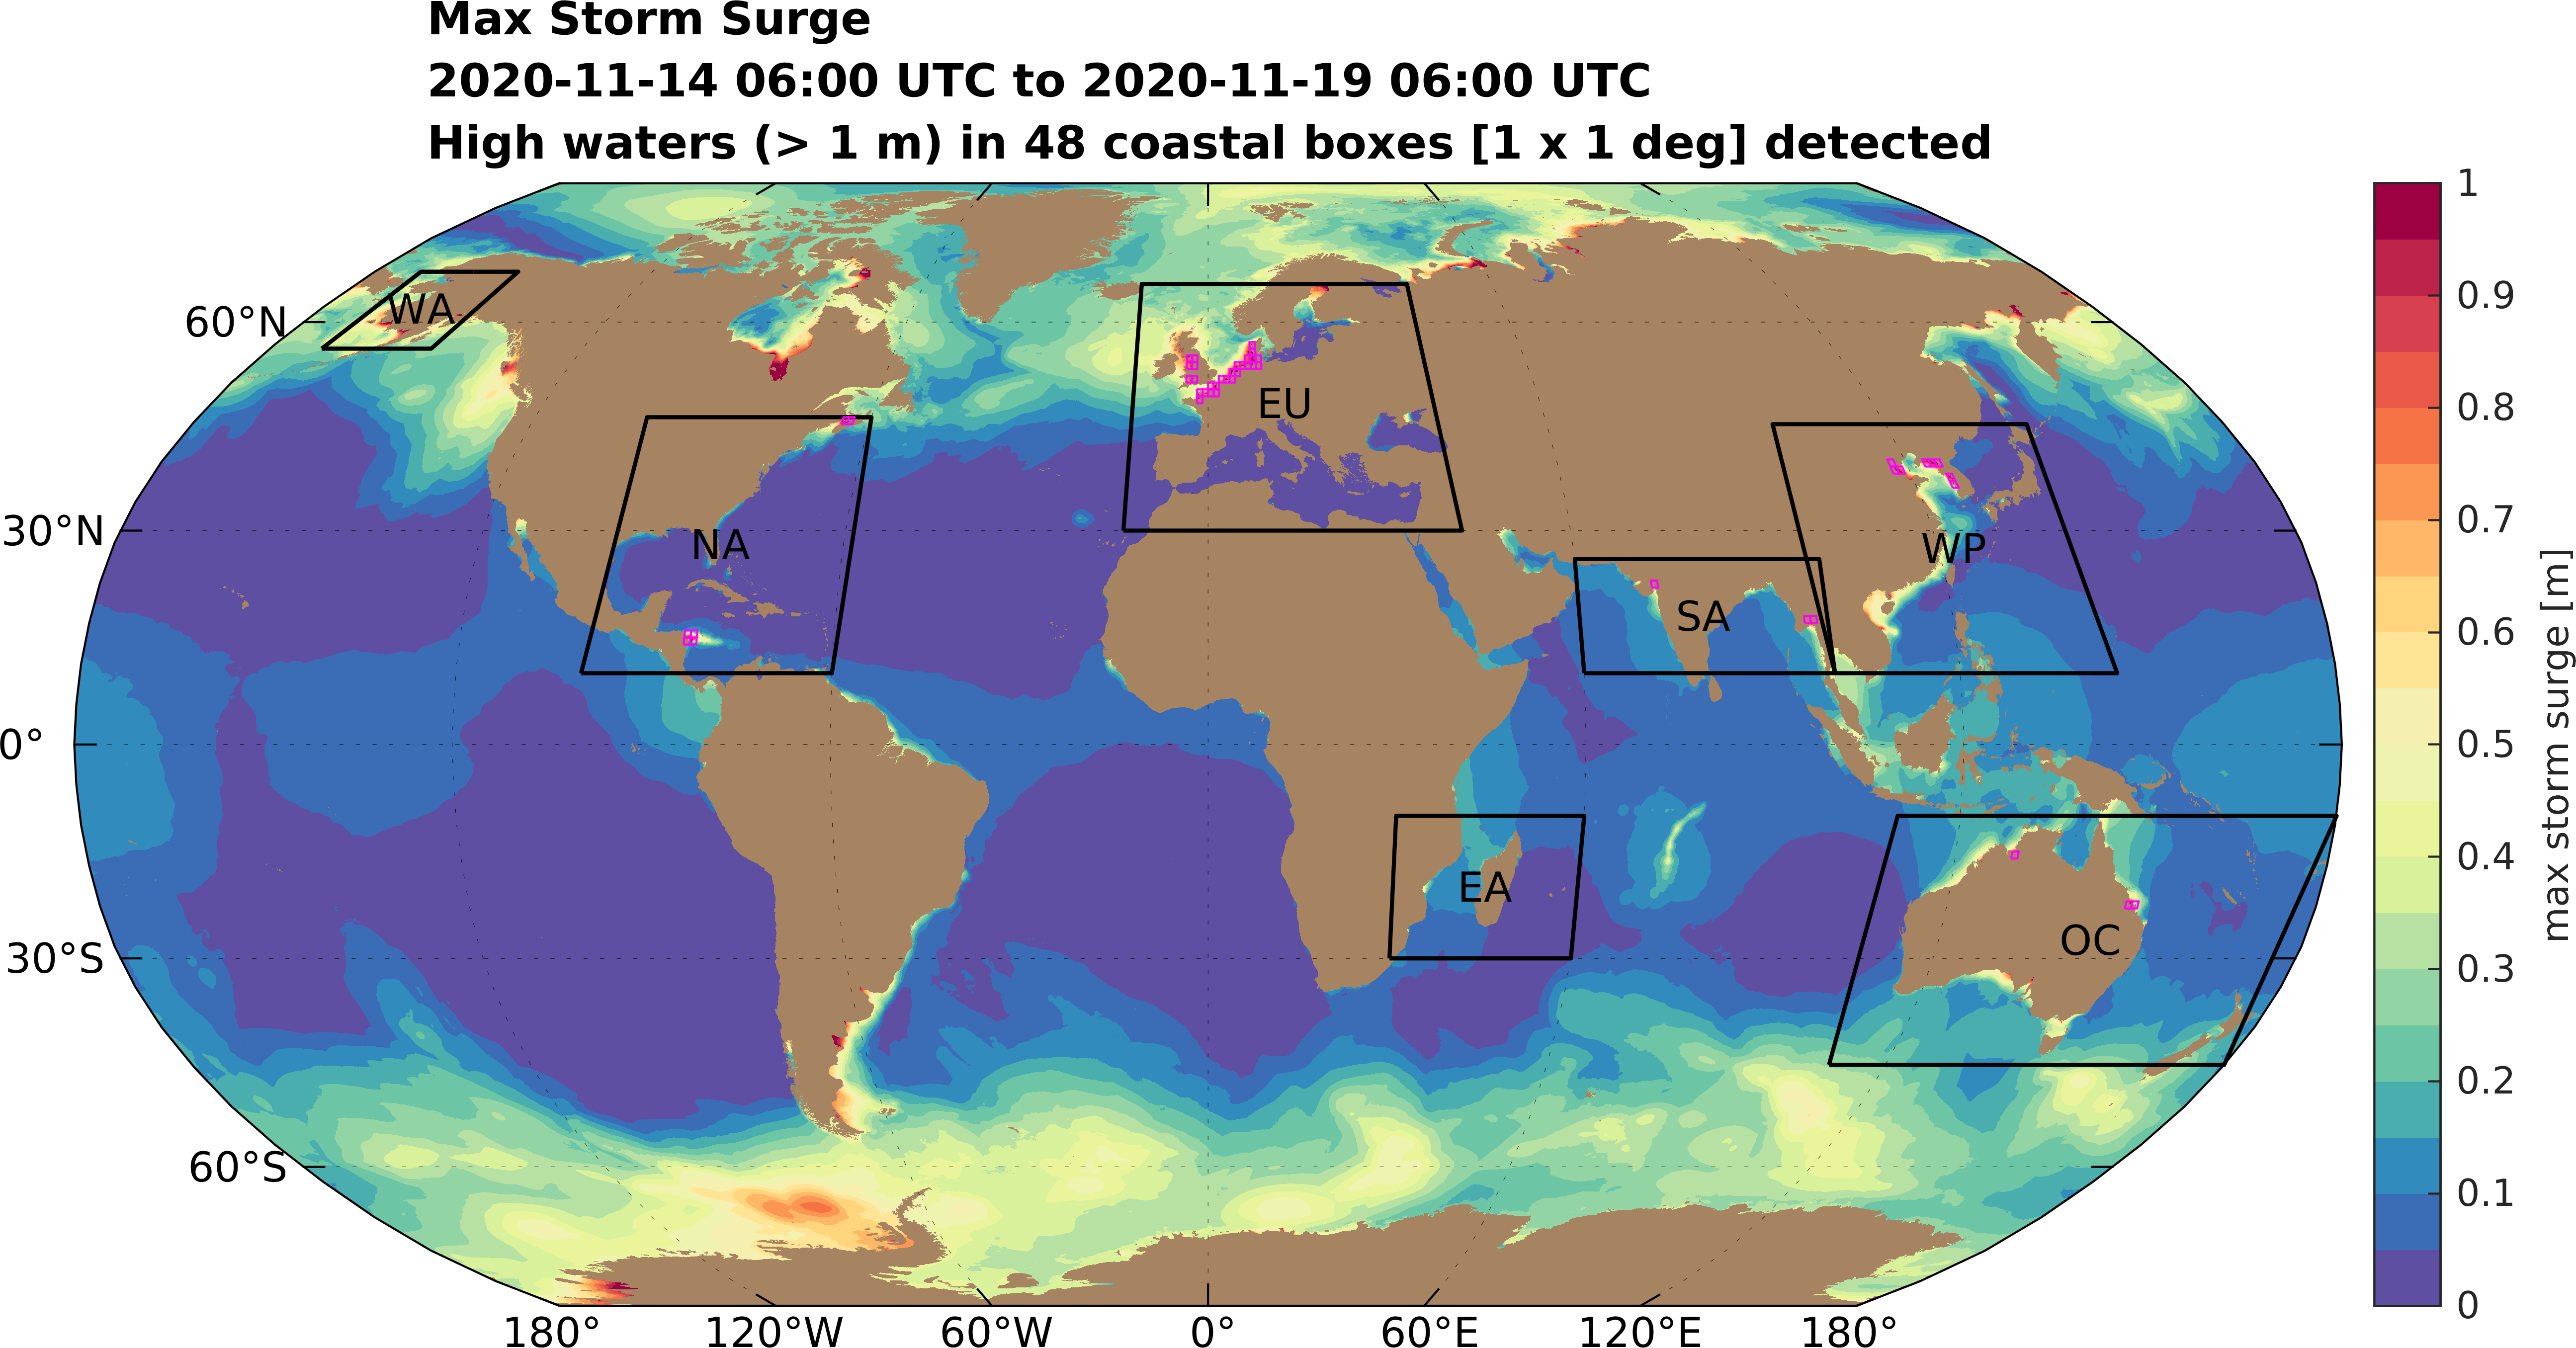 Max Storm Surge
2020-11-14 06:00 UTC to 2020-11-19 06:00 UTC
High waters (> 1 m) in 48 coastal boxes [1 x 1 deg] detected
60°N
30°N
0°
30°S
60°S
WA
NA
EU
SA
WP
EA
OC
180°
120°W
60°W
0°
60°E
120°E
180°
1
0.9
0.8
0.7
0.6
0.5
0.4
0.3
0.2
0.1
0
max storm surge [m]